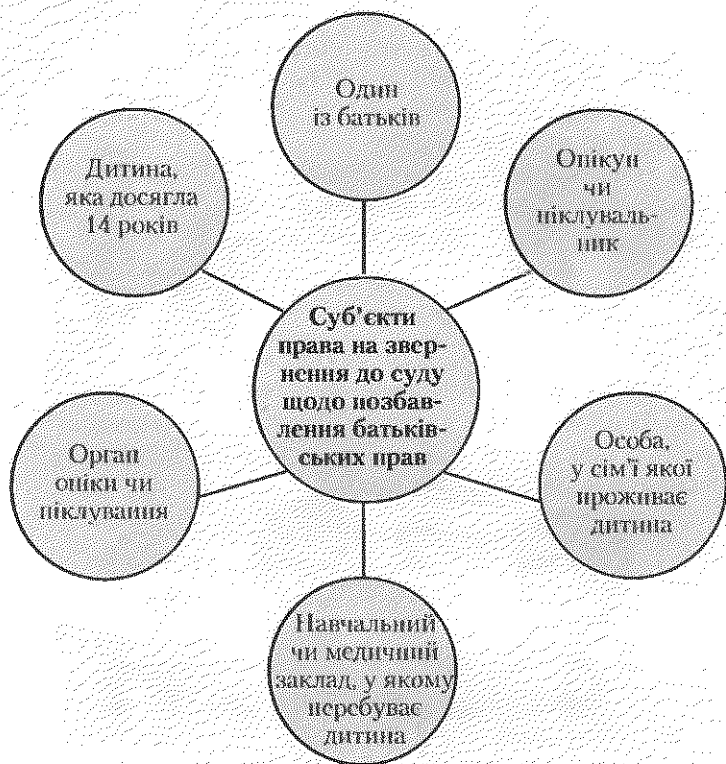 Один
із батьків
Дитина,
яка досягла
14 років
Опікун
чи
піклуваль-
ник
Суб'єкти
права на звер-
нення до суду
щодо позбав-
лення батьків-
ських прав
Орган
опіки чи
піклування
Особа,
у сім'ї якої
проживає
дитина
Навчальний
чи медичний
заклад, у якому
перебуває
дитина